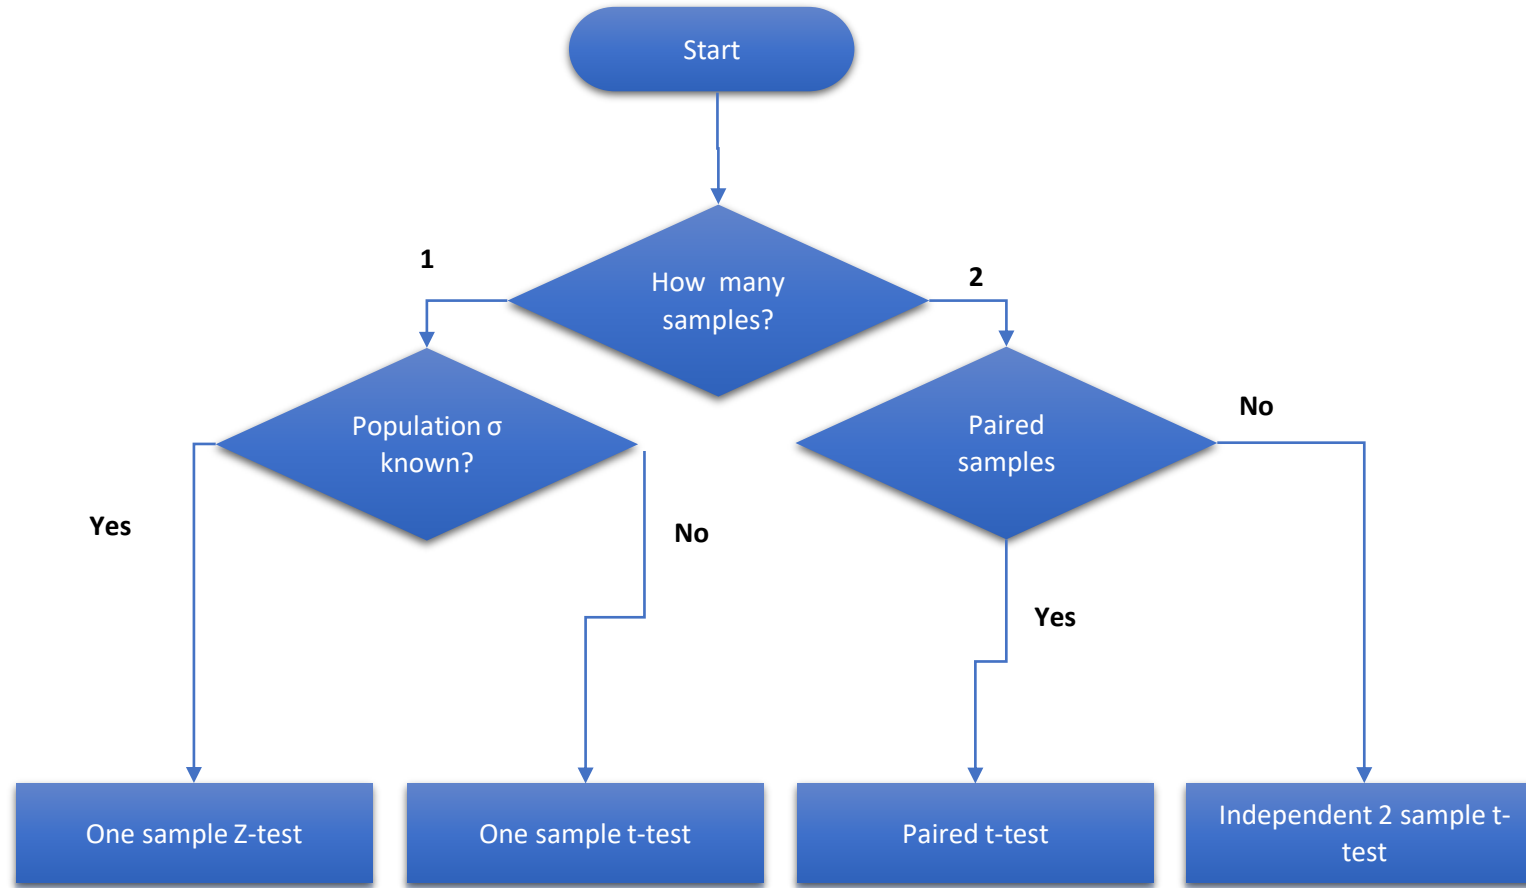 Start
1
2
How  many
samples?
Population σ
known?
Paired
samples
No
Yes
No
Yes
One sample Z-test
One sample t-test
Paired t-test
Independent 2 sample t-
test